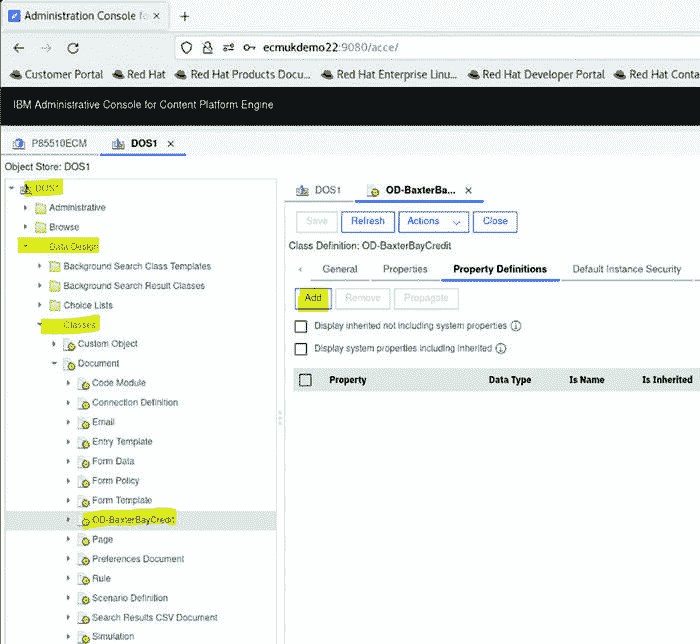 Administration Console fo
ecmukdemo22:9080/acce/
Customer Portal Red Hat Red Hat Products Docu... Red Hat Enterprise Linu... Red Hat Developer Portal Red Hat Conta
IBM Administrative Console for Content Platform Engine
P85510ECM DOS1
Object Store: DOS1
DOS1
Administrative
Browse
Data Design
Background Search Class Templates
Background Search Result Classes
Choice Lists
Classes
Custom Object
Document
Code Module
Connection Definition
Email
Entry Template
Form Data
Form Policy
Form Template
OD-BaxterBayCredit
Page
Preferences Document
Rule
Scenario Definition
Search Results CSV Document
Simulation
DOS1 OD-BaxterBa...
Save Refresh Actions Close
Class Definition: OD-BaxterBayCredit
General Properties Property Definitions Default Instance Security
Add Remove Propagate
Display inherited not including system properties
Display system properties including inherited
Property Data Type Is Name Is Inherited